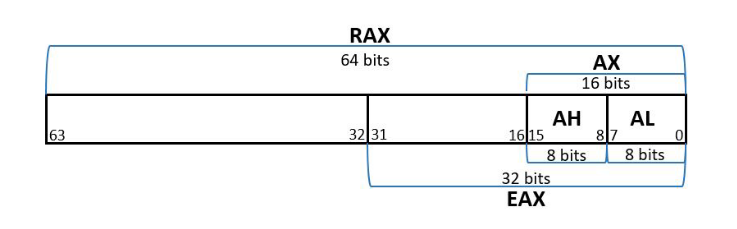 RAX
64 bits
AX
16 bits
AH AL
63 32 31 16 15 8 7 0
8 bits 8 bits
32 bits
EAX